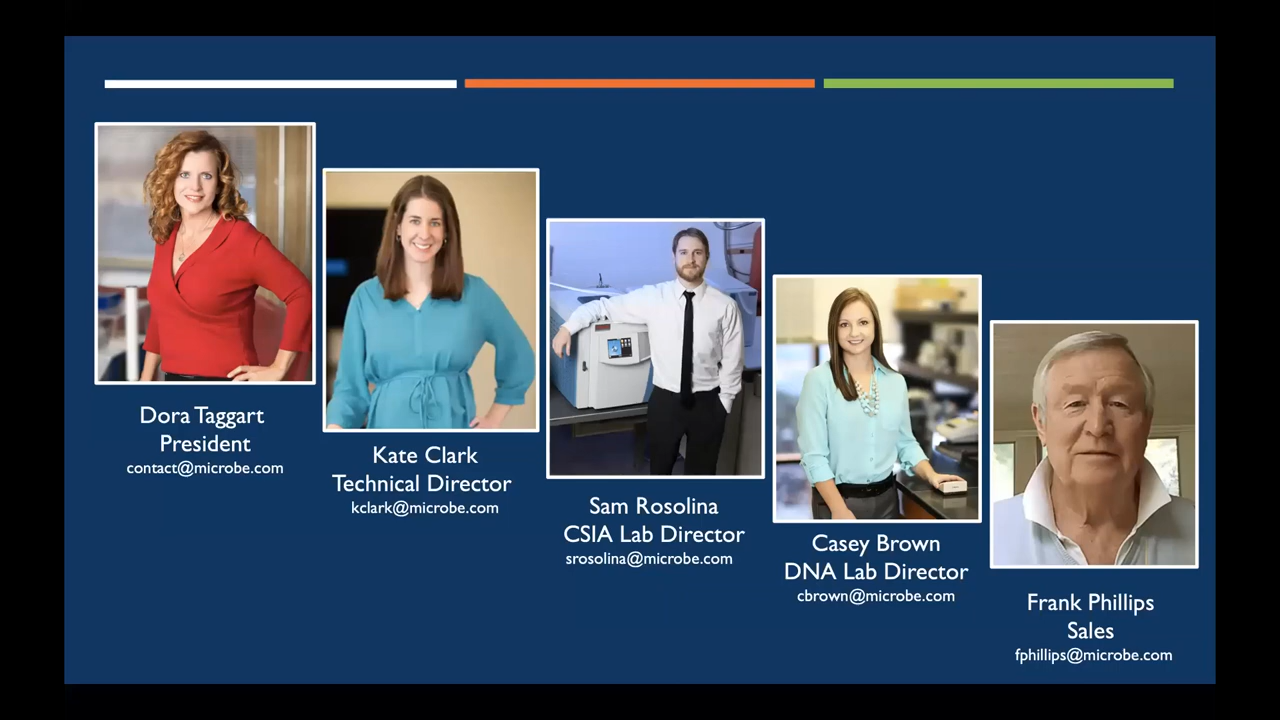 Dora Taggart
President
contact@microbe.com
Kate Clark
Technical Director
kclark@microbe.com
Sam Rosolina
CSIA Lab Director
srosolina@microbe.com
Casey Brown
DNA Lab Director
cbrown@microbe.com
Frank Phillips
Sales
fphillips@microbe.com